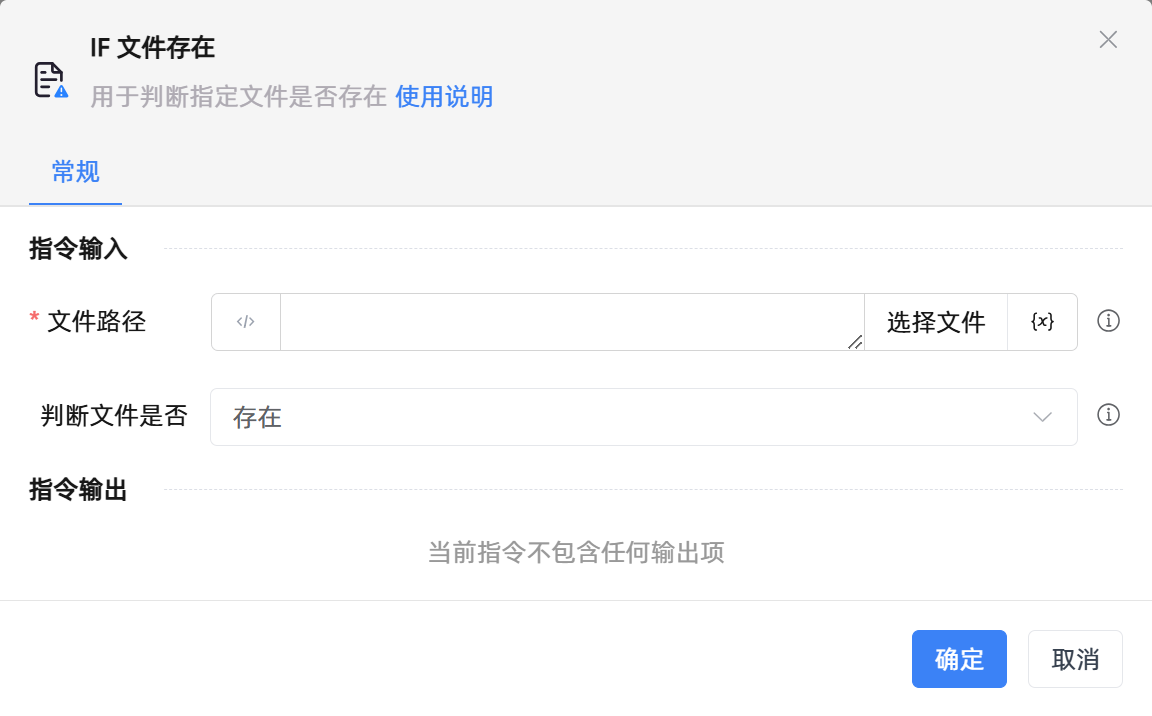 IF 文件存在
用于判断指定文件是否存在 使用说明
常规
指令输入
* 文件路径 </> 选择文件 {x}
判断文件是否 存在
指令输出
当前指令不包含任何输出项
确定 取消